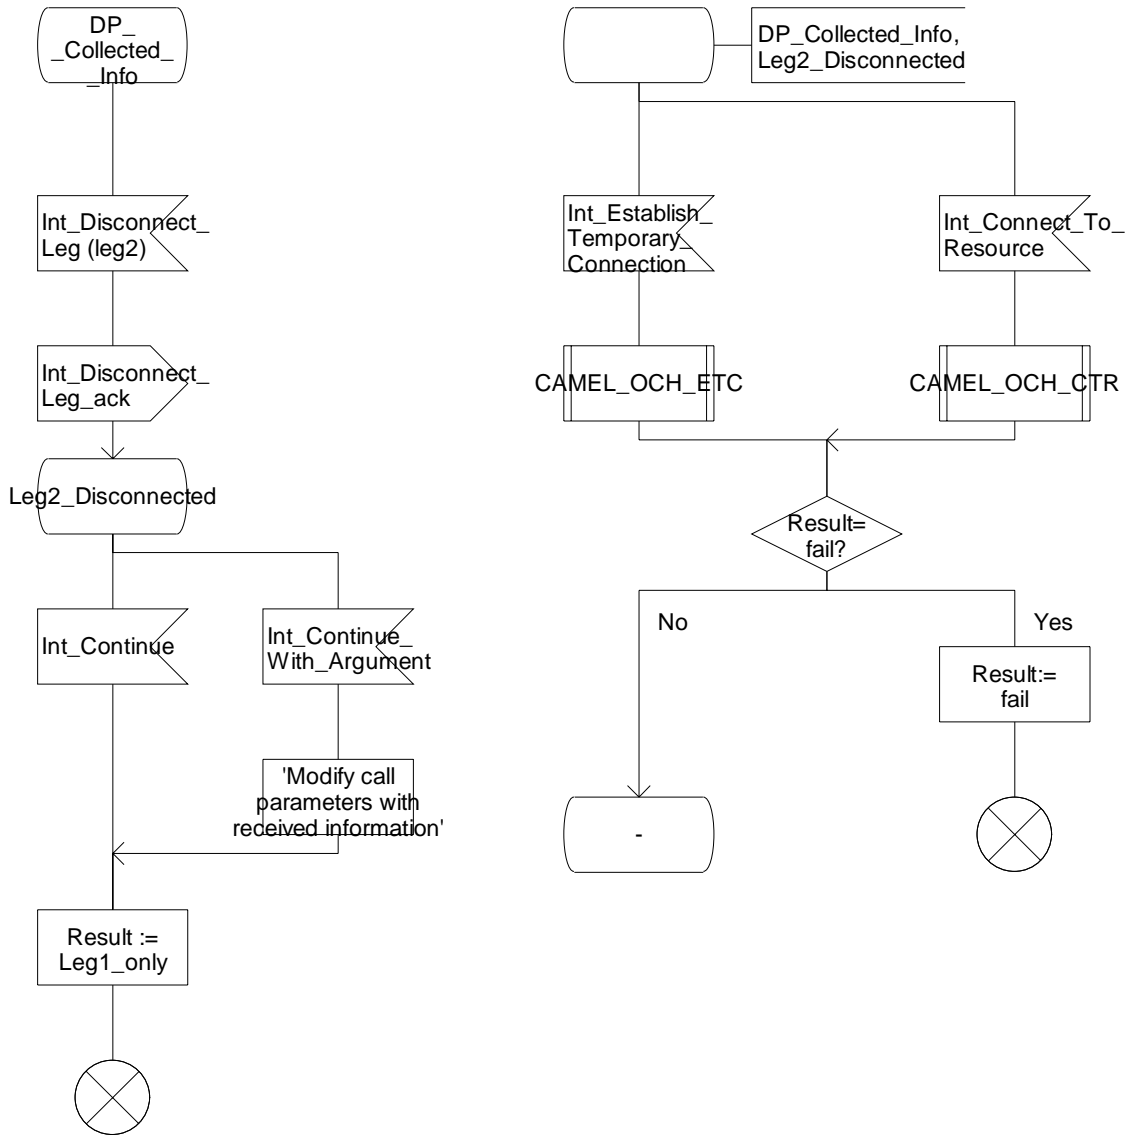 DP_
_Collected_
_Info
Int_Disconnect_
Leg (leg2)
Int_Disconnect_
Leg_ack
Leg2_Disconnected
Int_Continue
Int_Continue_
With_Argument
'Modify call
parameters with
received information'
Result :=
Leg1_only
DP_Collected_Info,
Leg2_Disconnected
Int_Establish_
Temporary_
Connection
Int_Connect_To_
Resource
CAMEL_OCH_ETC
CAMEL_OCH_CTR
Result=
fail?
No
Yes
Result:=
fail
-